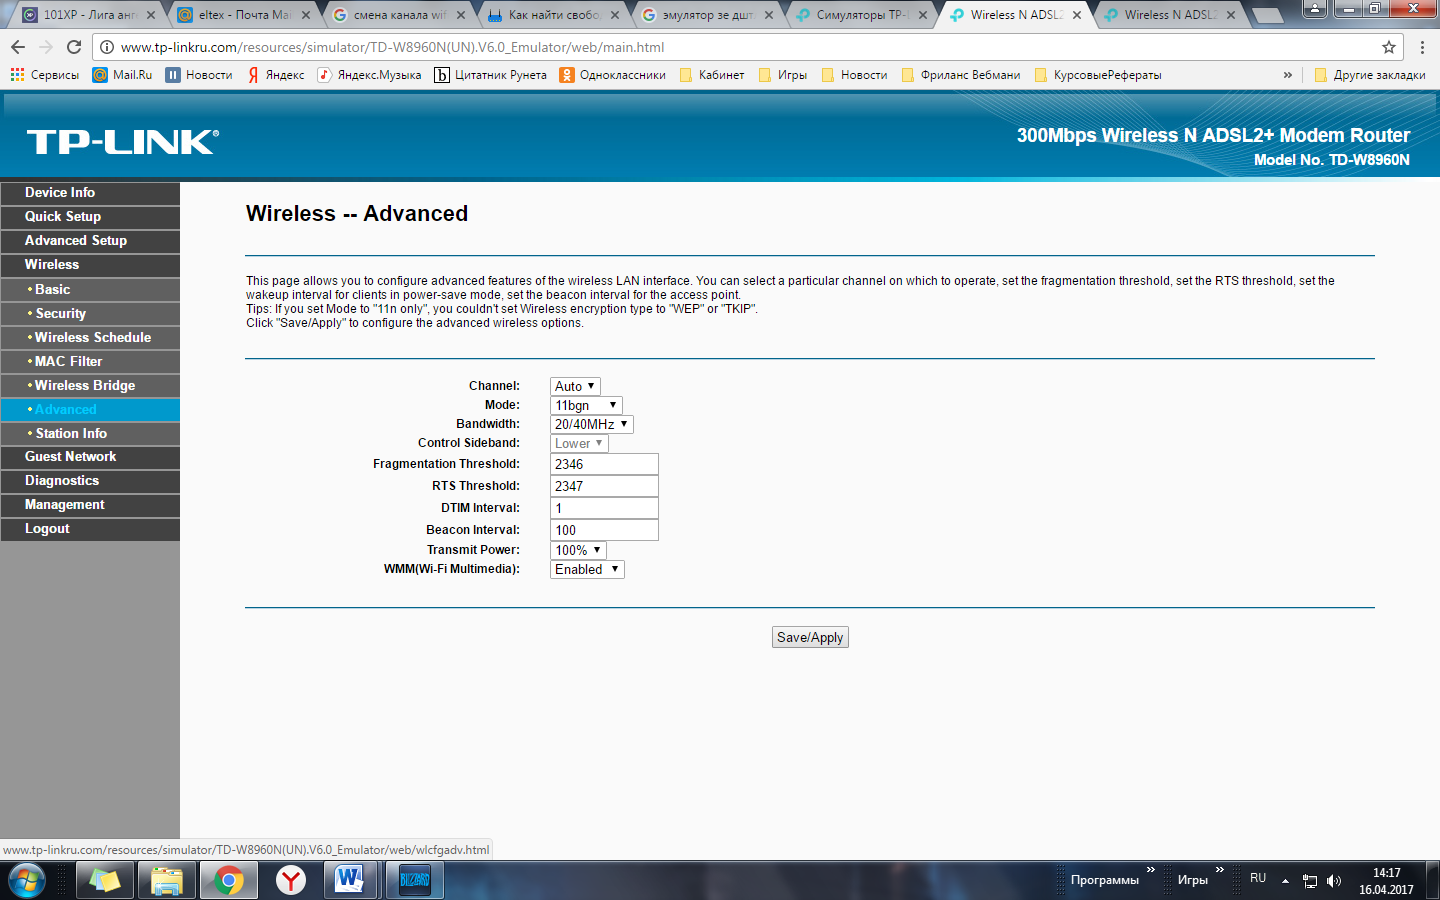 101XP - Лига анг
eltex - Почта Mai
смена канала wif
Как найти свобо
эмулятор зе дшт
Симуляторы TP-L
Wireless N ADSL2
Wireless N ADSL2
www.tp-linkru.com/resources/simulator/TD-W8960N(UN).V6.0_Emulator/web/main.html
Сервисы
Mail.Ru
Новости
Яндекс
Яндекс.Музыка
Цитатник Рунета
Одноклассники
Кабинет
Игры
Новости
Фриланс Вебмани
КурсовыеРефераты
»
Другие закладки
TP-LINK®
300Mbps Wireless N ADSL2+ Modem Router
Model No. TD-W8960N
Device Info
Quick Setup
Advanced Setup
Wireless
• Basic
• Security
• Wireless Schedule
• MAC Filter
• Wireless Bridge
• Advanced
• Station Info
Guest Network
Diagnostics
Management
Logout
Wireless -- Advanced
This page allows you to configure advanced features of the wireless LAN interface. You can select a particular channel on which to operate, set the fragmentation threshold, set the RTS threshold, set the
wakeup interval for clients in power-save mode, set the beacon interval for the access point.
Tips: If you set Mode to "11n only", you couldn't set Wireless encryption type to "WEP" or "TKIP".
Click "Save/Apply" to configure the advanced wireless options.
Channel: Auto
Mode: 11bgn
Bandwidth: 20/40MHz
Control Sideband: Lower
Fragmentation Threshold: 2346
RTS Threshold: 2347
DTIM Interval: 1
Beacon Interval: 100
Transmit Power: 100%
WMM(Wi-Fi Multimedia): Enabled
Save/Apply
www.tp-linkru.com/resources/simulator/TD-W8960N(UN).V6.0_Emulator/web/wlcfgadv.html
BLIZZARD
Программы »
Игры »
RU
14:17
16.04.2017